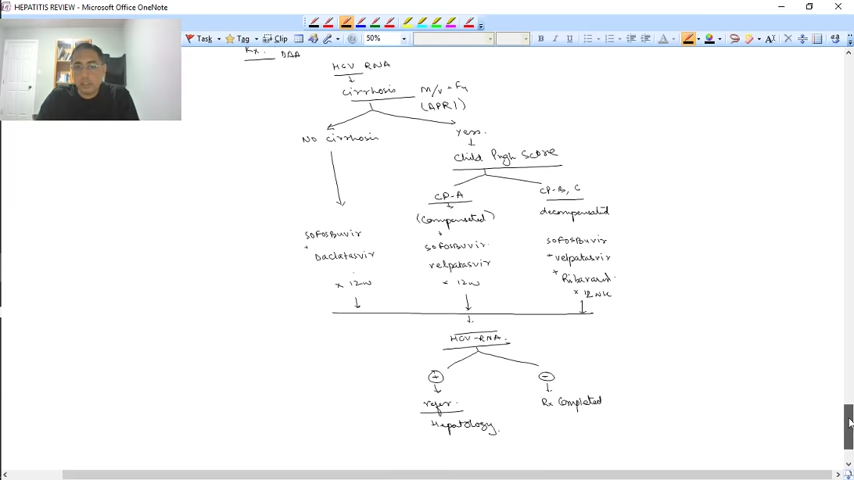 HEPATITIS REVIEW - Microsoft Office OneNote
Task Tag Clip 50% B I U
Rx. DAA
HCV RNA
Cirrhosis
(APRI)
No cirrhosis
Yes.
Child Pugh Score
CP-A
CP-B, C
(Compensated)
decompensated
Sofosbuvir
+
Daclatasvir
x 12w
Sofosbuvir
velpatasvir
x 12w
Sofosbuvir
+ velpatasvir
+ Ribavarin.
x 12wk
HCV-RNA.
+
-
refer.
Hepatology.
Rx Completed